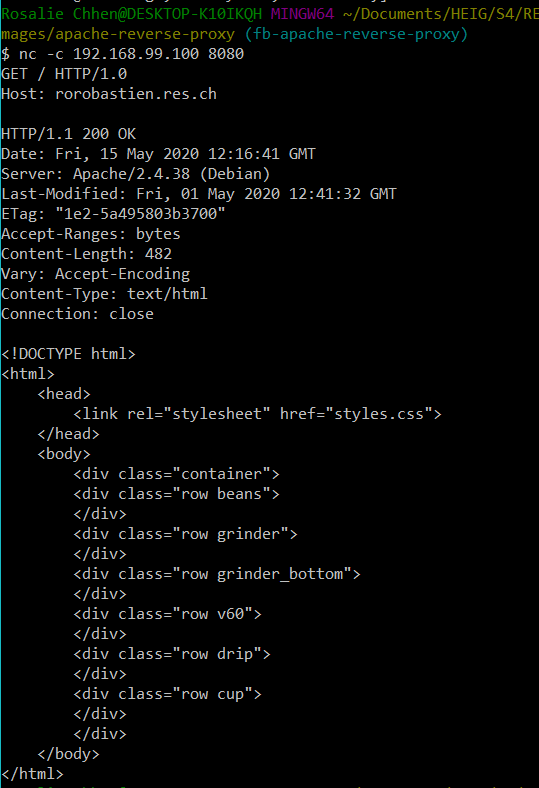 Rosalie Chhen@DESKTOP-K10IKQH MINGW64 ~/Documents/HEIG/S4/RE
mages/apache-reverse-proxy (fb-apache-reverse-proxy)
$ nc -c 192.168.99.100 8080
GET / HTTP/1.0
Host: rorobastien.res.ch

HTTP/1.1 200 OK
Date: Fri, 15 May 2020 12:16:41 GMT
Server: Apache/2.4.38 (Debian)
Last-Modified: Fri, 01 May 2020 12:41:32 GMT
ETag: "1e2-5a495803b3700"
Accept-Ranges: bytes
Content-Length: 482
Vary: Accept-Encoding
Content-Type: text/html
Connection: close

<!DOCTYPE html>
<html>
    <head>
        <link rel="stylesheet" href="styles.css">
    </head>
    <body>
        <div class="container">
        <div class="row beans">
        </div>
        <div class="row grinder">
        </div>
        <div class="row grinder_bottom">
        </div>
        <div class="row v60">
        </div>
        <div class="row drip">
        </div>
        <div class="row cup">
        </div>
        </div>
    </body>
</html>